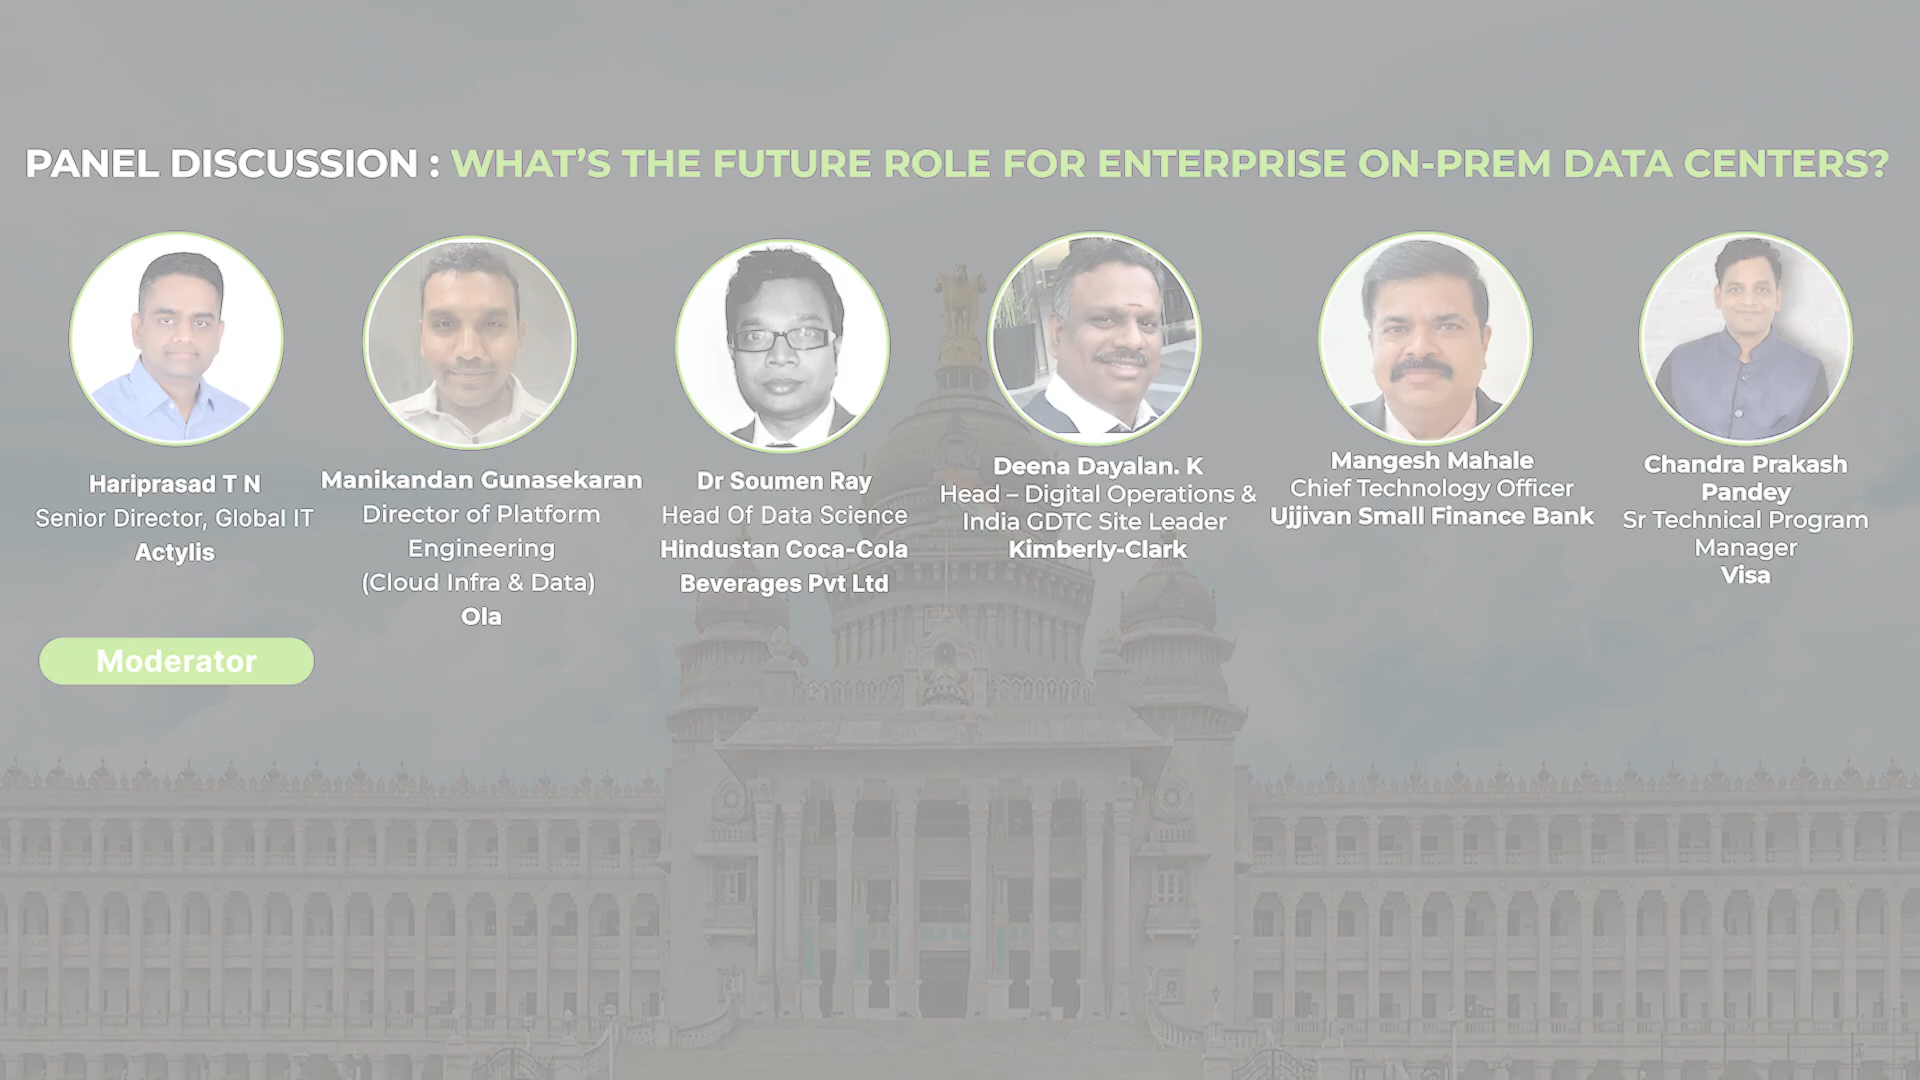 PANEL DISCUSSION : WHAT’S THE FUTURE ROLE FOR ENTERPRISE ON-PREM DATA CENTERS?
Hariprasad T N
Senior Director, Global IT
Actylis
Moderator
Manikandan Gunasekaran
Director of Platform
Engineering
(Cloud Infra & Data)
Ola
Dr Soumen Ray
Head Of Data Science
Hindustan Coca-Cola
Beverages Pvt Ltd
Deena Dayalan. K
Head – Digital Operations &
India GDTC Site Leader
Kimberly-Clark
Mangesh Mahale
Chief Technology Officer
Ujjivan Small Finance Bank
Chandra Prakash
Pandey
Sr Technical Program
Manager
Visa